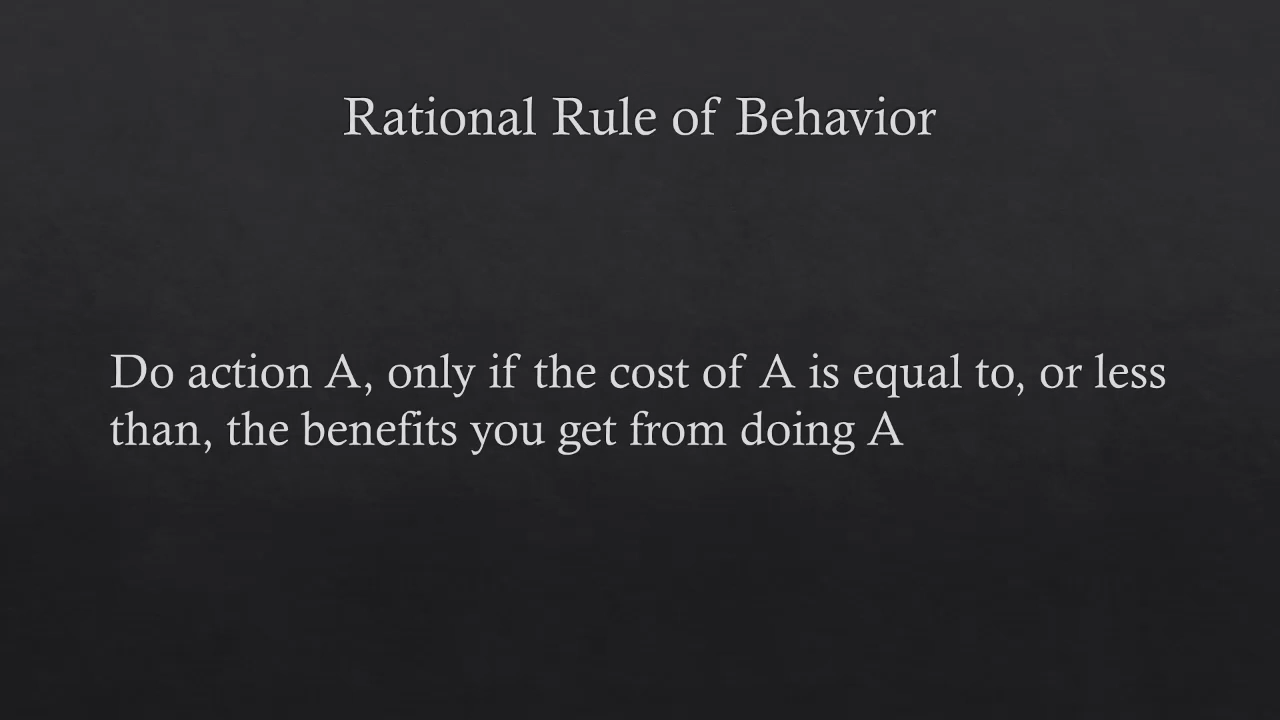 Rational Rule of Behavior
Do action A, only if the cost of A is equal to, or less
than, the benefits you get from doing A